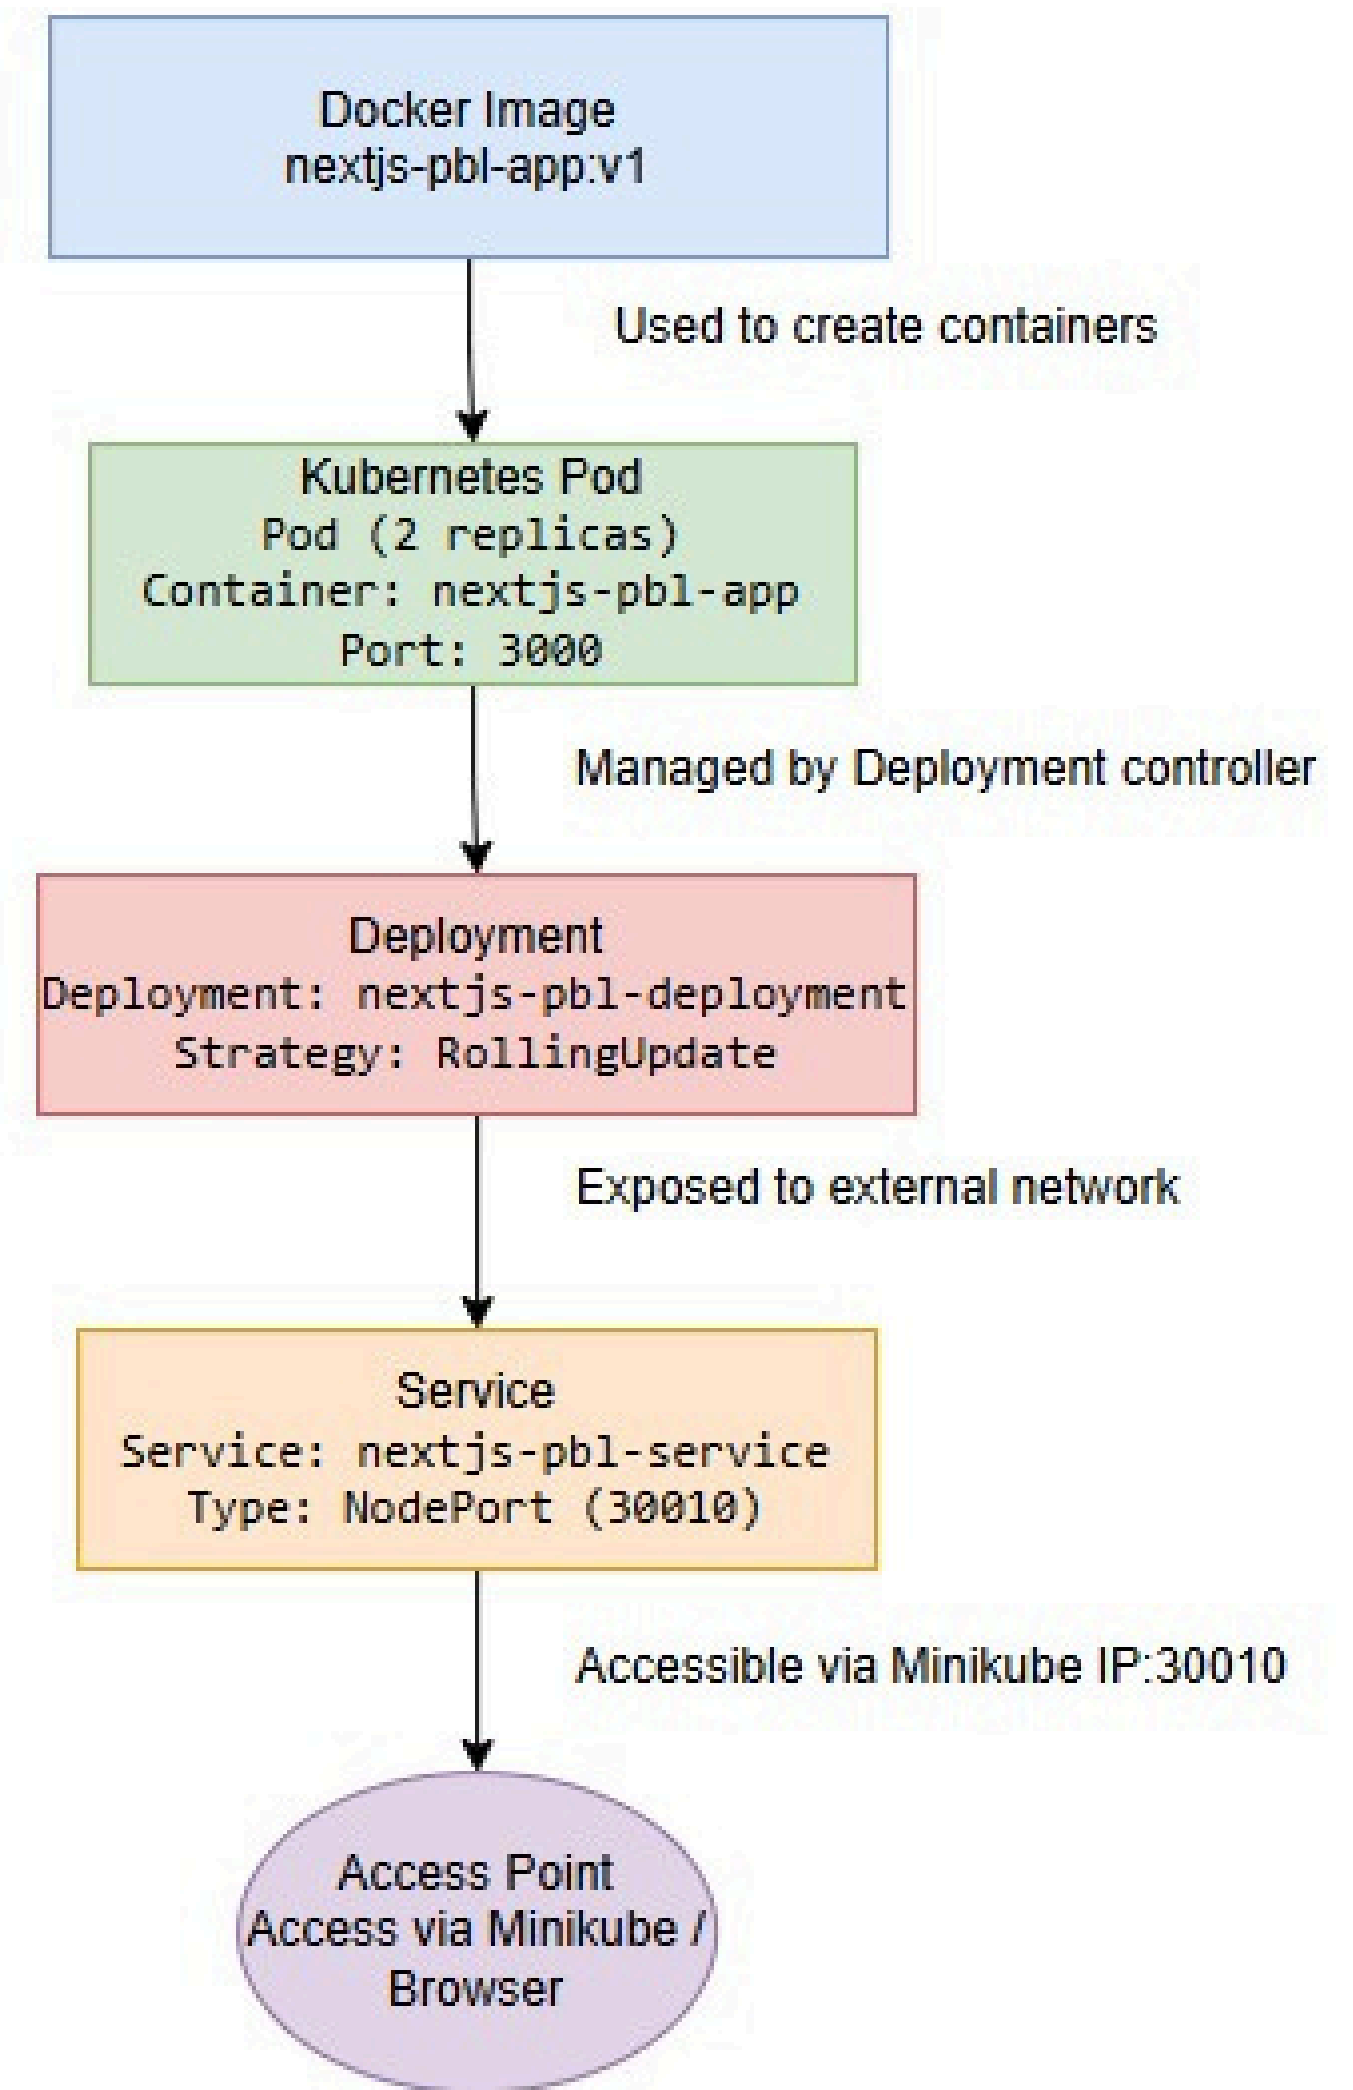 Docker Image
nextjs-pbl-app:v1
Used to create containers
Kubernetes Pod
Pod (2 replicas)
Container: nextjs-pbl-app
Port: 3000
Managed by Deployment controller
Deployment
Deployment: nextjs-pbl-deployment
Strategy: RollingUpdate
Exposed to external network
Service
Service: nextjs-pbl-service
Type: NodePort (30010)
Accessible via Minikube IP:30010
Access Point
Access via Minikube /
Browser